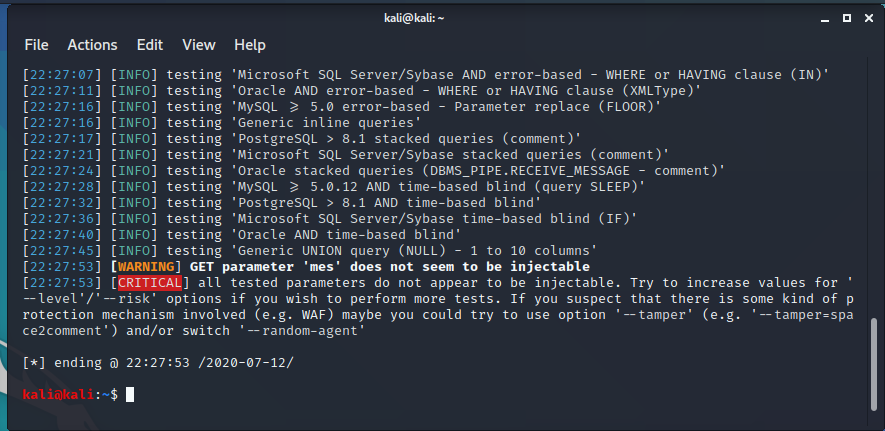 kali@kali: ~
File Actions Edit View Help
[22:27:07] [INFO] testing 'Microsoft SQL Server/Sybase AND error-based - WHERE or HAVING clause (IN)'
[22:27:11] [INFO] testing 'Oracle AND error-based - WHERE or HAVING clause (XMLType)'
[22:27:16] [INFO] testing 'MySQL >= 5.0 error-based - Parameter replace (FLOOR)'
[22:27:16] [INFO] testing 'Generic inline queries'
[22:27:17] [INFO] testing 'PostgreSQL > 8.1 stacked queries (comment)'
[22:27:21] [INFO] testing 'Microsoft SQL Server/Sybase stacked queries (comment)'
[22:27:24] [INFO] testing 'Oracle stacked queries (DBMS_PIPE.RECEIVE_MESSAGE - comment)'
[22:27:28] [INFO] testing 'MySQL >= 5.0.12 AND time-based blind (query SLEEP)'
[22:27:32] [INFO] testing 'PostgreSQL > 8.1 AND time-based blind'
[22:27:36] [INFO] testing 'Microsoft SQL Server/Sybase time-based blind (IF)'
[22:27:40] [INFO] testing 'Oracle AND time-based blind'
[22:27:45] [INFO] testing 'Generic UNION query (NULL) - 1 to 10 columns'
[22:27:53] [WARNING] GET parameter 'mes' does not seem to be injectable
[22:27:53] [CRITICAL] all tested parameters do not appear to be injectable. Try to increase values for '
--level'/'--risk' options if you wish to perform more tests. If you suspect that there is some kind of p
rotection mechanism involved (e.g. WAF) maybe you could try to use option '--tamper' (e.g. '--tamper=spa
ce2comment') and/or switch '--random-agent'
[*] ending @ 22:27:53 /2020-07-12/
kali@kali:~$